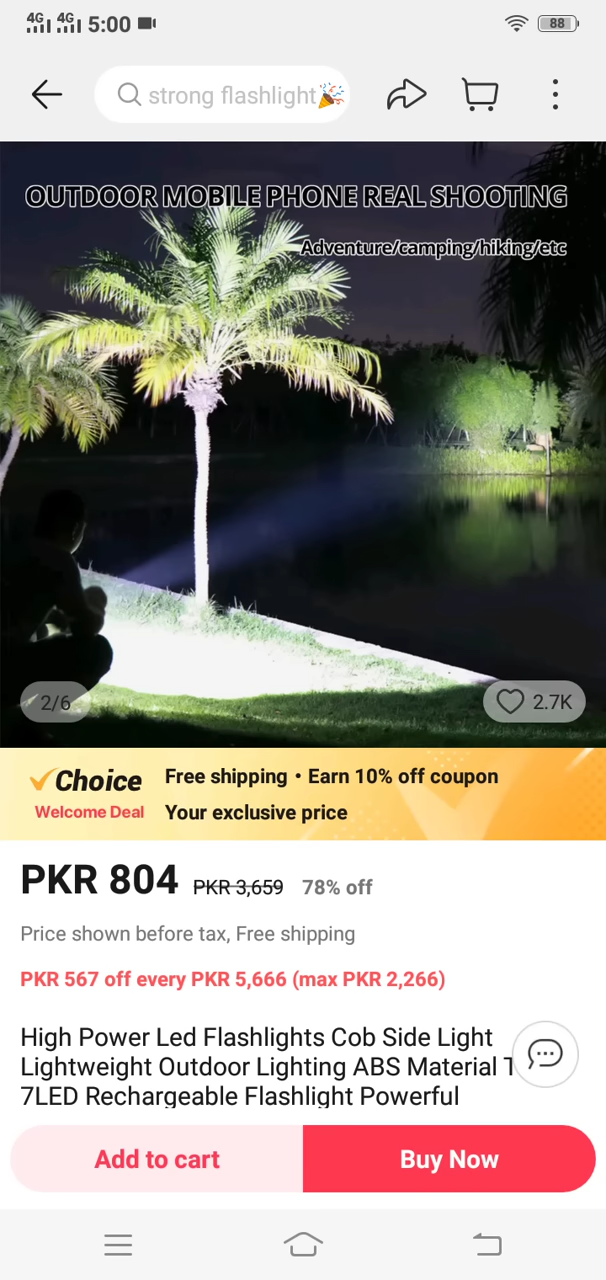 4G 4G 5:00 88
strong flashlight🎉
OUTDOOR MOBILE PHONE REAL SHOOTING
Adventure/camping/hiking/etc
2/6 2.7K
Choice Free shipping • Earn 10% off coupon
Welcome Deal Your exclusive price
PKR 804 PKR 3,659 78% off
Price shown before tax, Free shipping
PKR 567 off every PKR 5,666 (max PKR 2,266)
High Power Led Flashlights Cob Side Light
Lightweight Outdoor Lighting ABS Material T
7LED Rechargeable Flashlight Powerful
Add to cart Buy Now